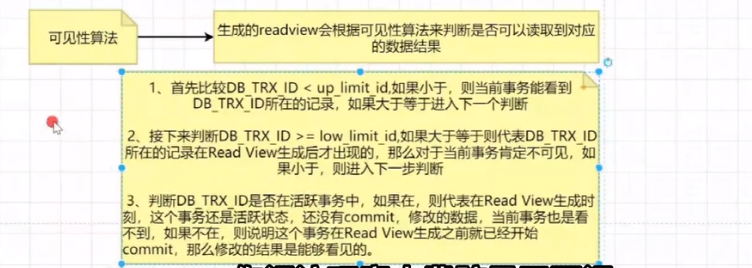 可见性算法
生成的readview会根据可见性算法来判断是否可以读取到对应
的数据结果
1、首先比较DB_TRX_ID < up_limit_id,如果小于，则当前事务能看到
DB_TRX_ID所在的记录，如果大于等于进入下一个判断
2、接下来判断DB_TRX_ID >= low_limit_id,如果大于等于则代表DB_TRX_ID
所在的记录在Read View生成后才出现的，那么对于当前事务肯定不可见，如
果小于，则进入下一步判断
3、判断DB_TRX_ID是否在活跃事务中，如果在，则代表在Read View生成时
刻，这个事务还是活跃状态，还没有commit，修改的数据，当前事务也是看
不到，如果不在，则说明这个事务在Read View生成之前就已经开始
commit，那么修改的结果是能够看见的。